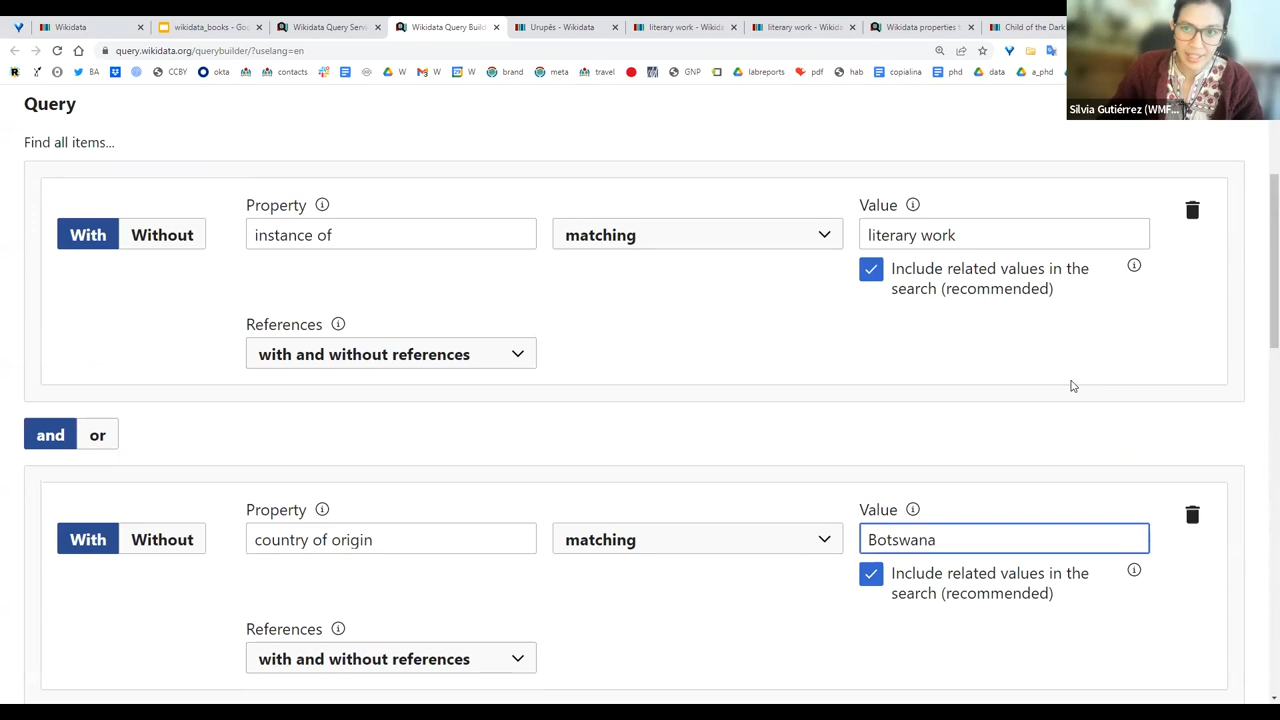 Wikidata
wikidata_books - Goo
Wikidata Query Servi
Wikidata Query Build
Urupês - Wikidata
literary work - Wikida
literary work - Wikida
Wikidata properties t
Child of the Dark
query.wikidata.org/querybuilder/?uselang=en
BA
CCBY
okta
contacts
W
W
W
brand
meta
travel
GNP
labreports
pdf
hab
copialina
phd
data
a_phd
Silvia Gutiérrez (WMF...
Query
Find all items...
Property
Value
With
Without
instance of
matching
literary work
Include related values in the
search (recommended)
References
with and without references
and
or
Property
Value
With
Without
country of origin
matching
Botswana
Include related values in the
search (recommended)
References
with and without references